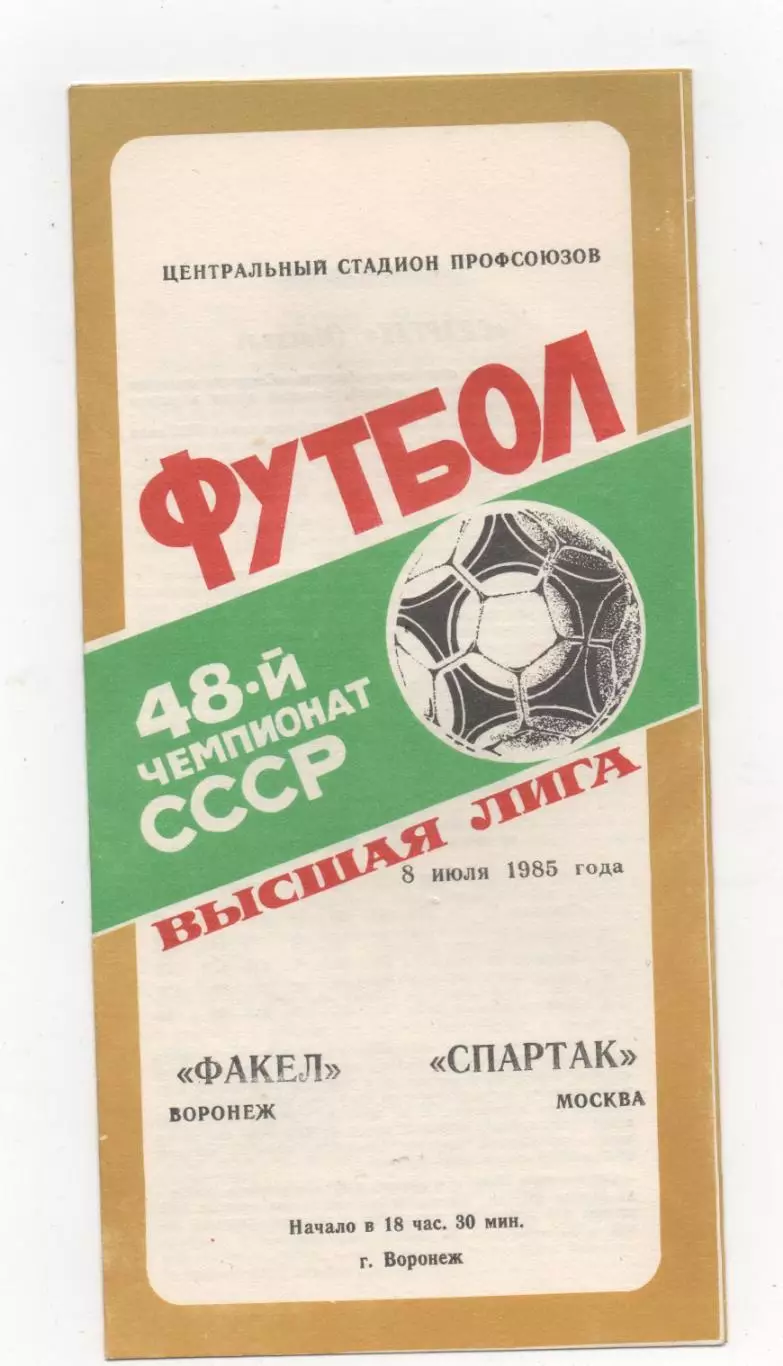 ЦЕНТРАЛЬНЫЙ СТАДИОН ПРОФСОЮЗОВ
ФУТБОЛ
48-й
ЧЕМПИОНАТ
СССР
ВЫСШАЯ ЛИГА
8 июля 1985 года
«ФАКЕЛ» «СПАРТАК»
ВОРОНЕЖ МОСКВА
Начало в 18 час. 30 мин.
г. Воронеж